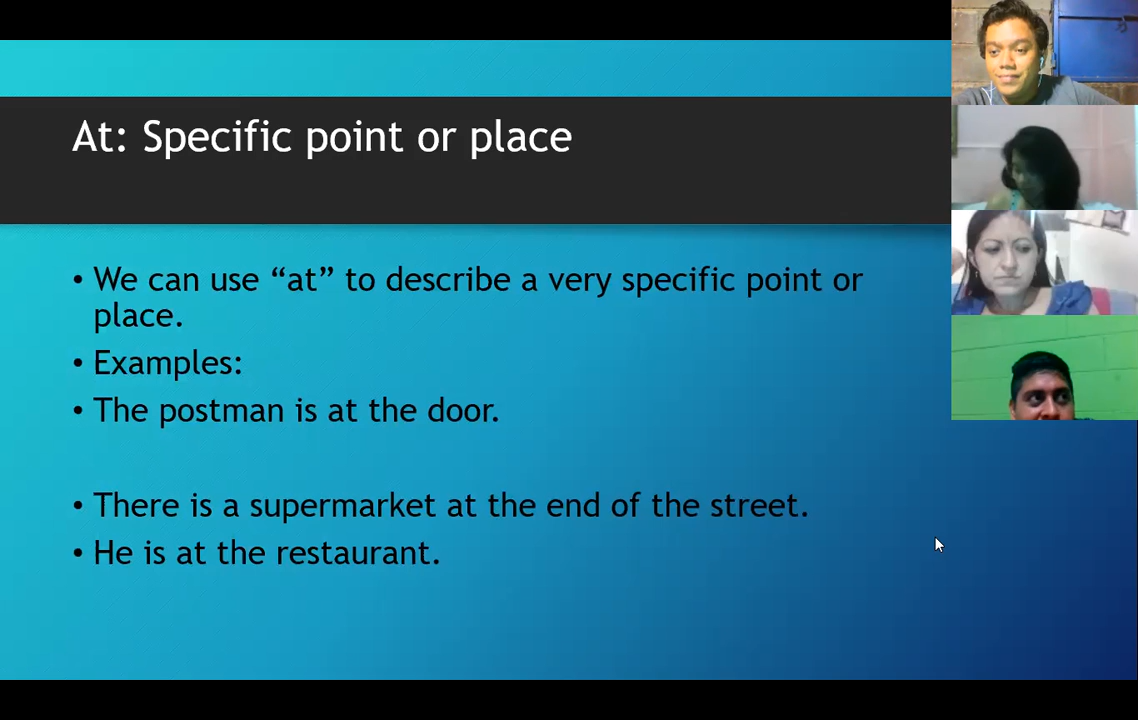 At: Specific point or place
• We can use “at” to describe a very specific point or
place.
• Examples:
• The postman is at the door.
• There is a supermarket at the end of the street.
• He is at the restaurant.